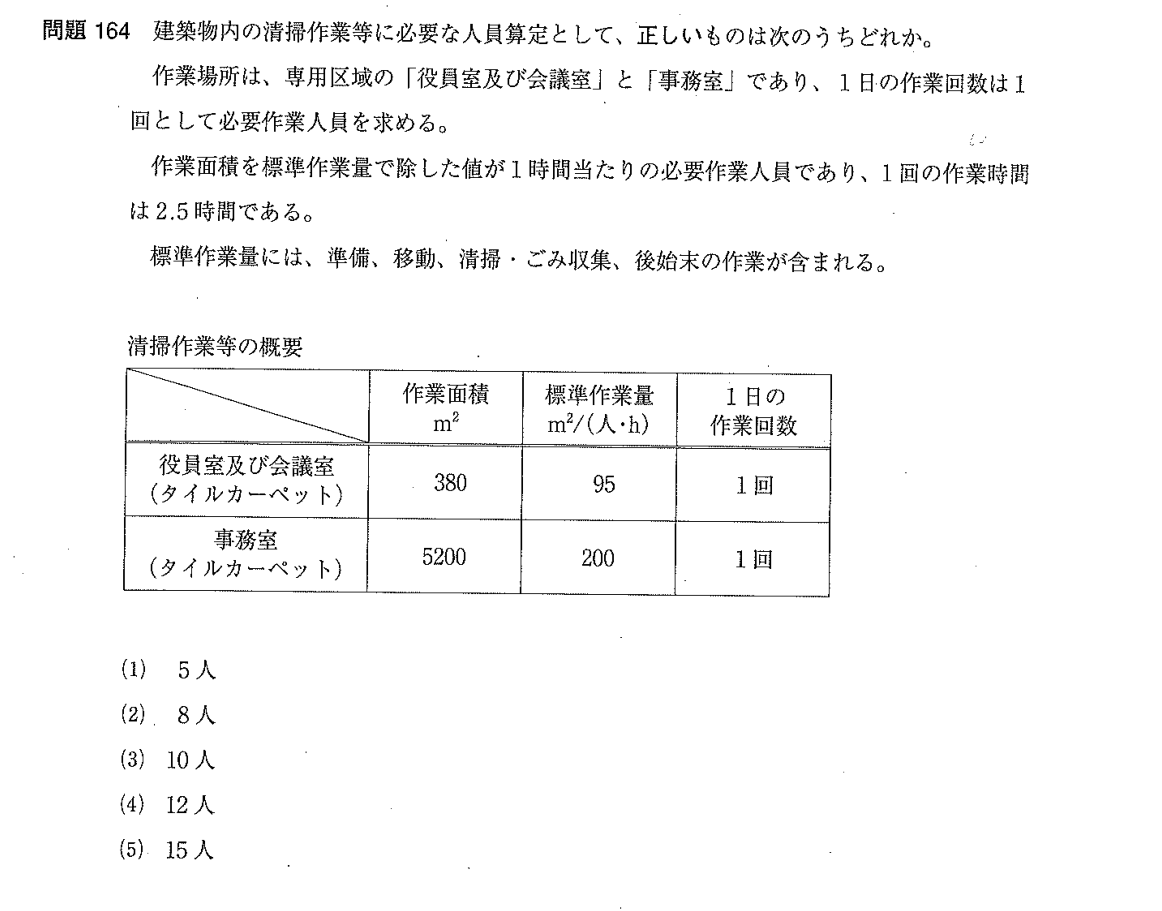 問題 164 建築物内の清掃作業等に必要な人員算定として、正しいものは次のうちどれか。
作業場所は、専用区域の「役員室及び会議室」と「事務室」であり、1日の作業回数は1
回として必要作業人員を求める。
作業面積を標準作業量で除した値が1時間当たりの必要作業人員であり、1回の作業時間
は2.5時間である。
標準作業量には、準備、移動、清掃・ごみ収集、後始末の作業が含まれる。
清掃作業等の概要
作業面積 標準作業量 1日の
m² m²/(人・h) 作業回数
役員室及び会議室
(タイルカーペット) 380 95 1回
事務室
(タイルカーペット) 5200 200 1回
(1) 5人
(2) 8人
(3) 10人
(4) 12人
(5) 15人